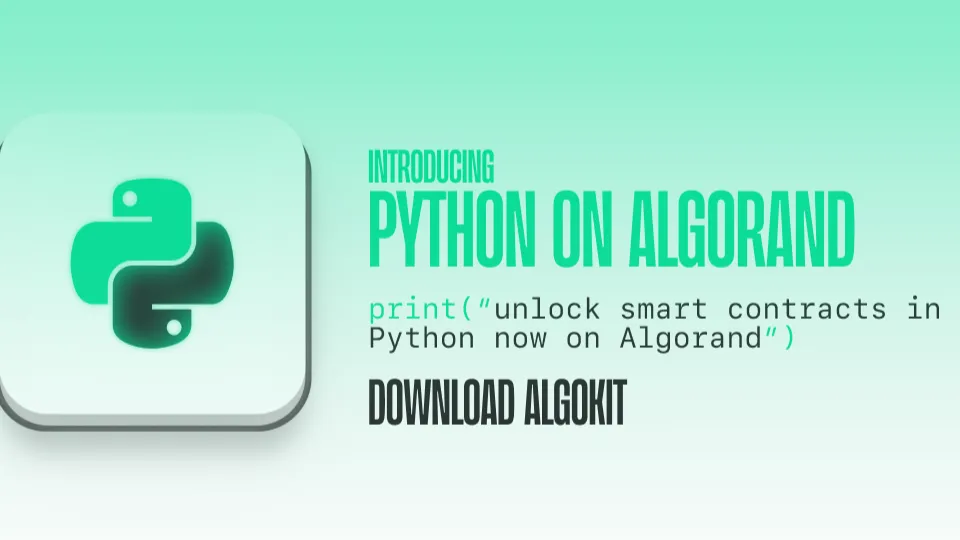 INTRODUCING
PYTHON ON ALGORAND
print(“unlock smart contracts in
Python now on Algorand”)
DOWNLOAD ALGOKIT